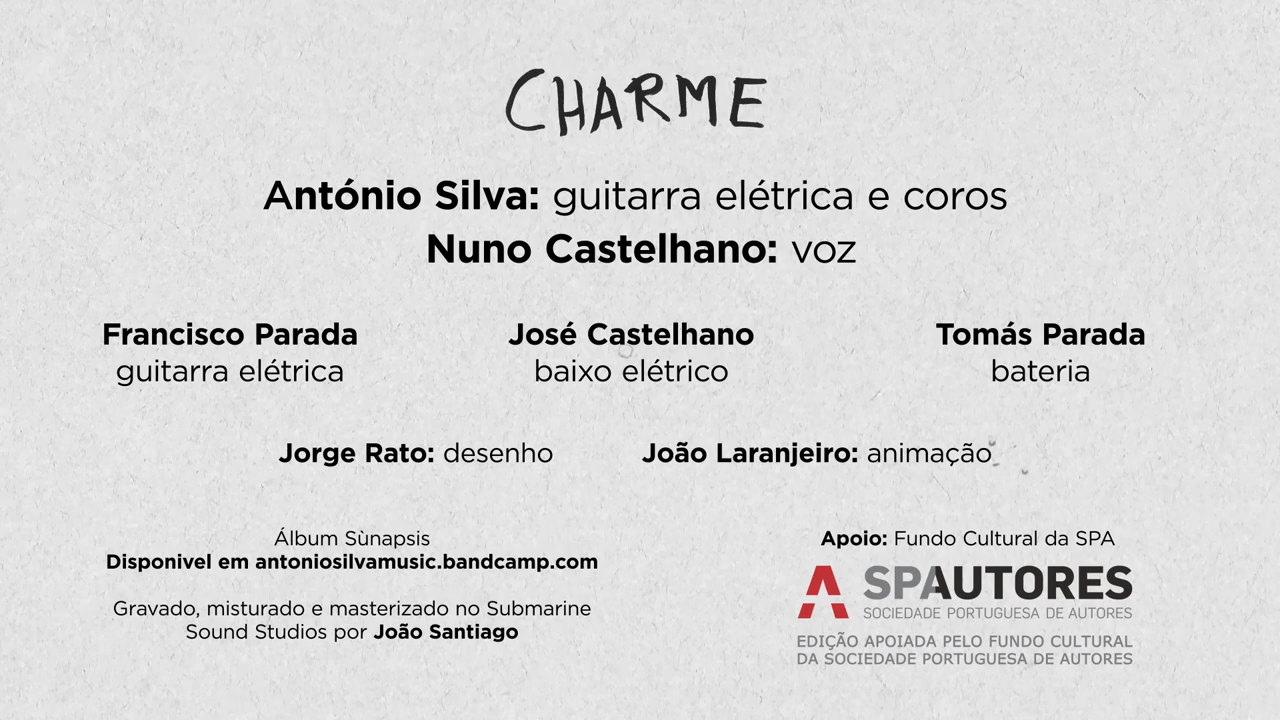 CHARME
António Silva: guitarra elétrica e coros
Nuno Castelhano: voz
Francisco Parada
guitarra elétrica
José Castelhano
baixo elétrico
Tomás Parada
bateria
Jorge Rato: desenho
João Laranjeiro: animação
Álbum Sùnapsis
Disponivel em antoniosilvamusic.bandcamp.com
Gravado, misturado e masterizado no Submarine
Sound Studios por João Santiago
Apoio: Fundo Cultural da SPA
SPAUTORES
SOCIEDADE PORTUGUESA DE AUTORES
EDIÇÃO APOIADA PELO FUNDO CULTURAL
DA SOCIEDADE PORTUGUESA DE AUTORES